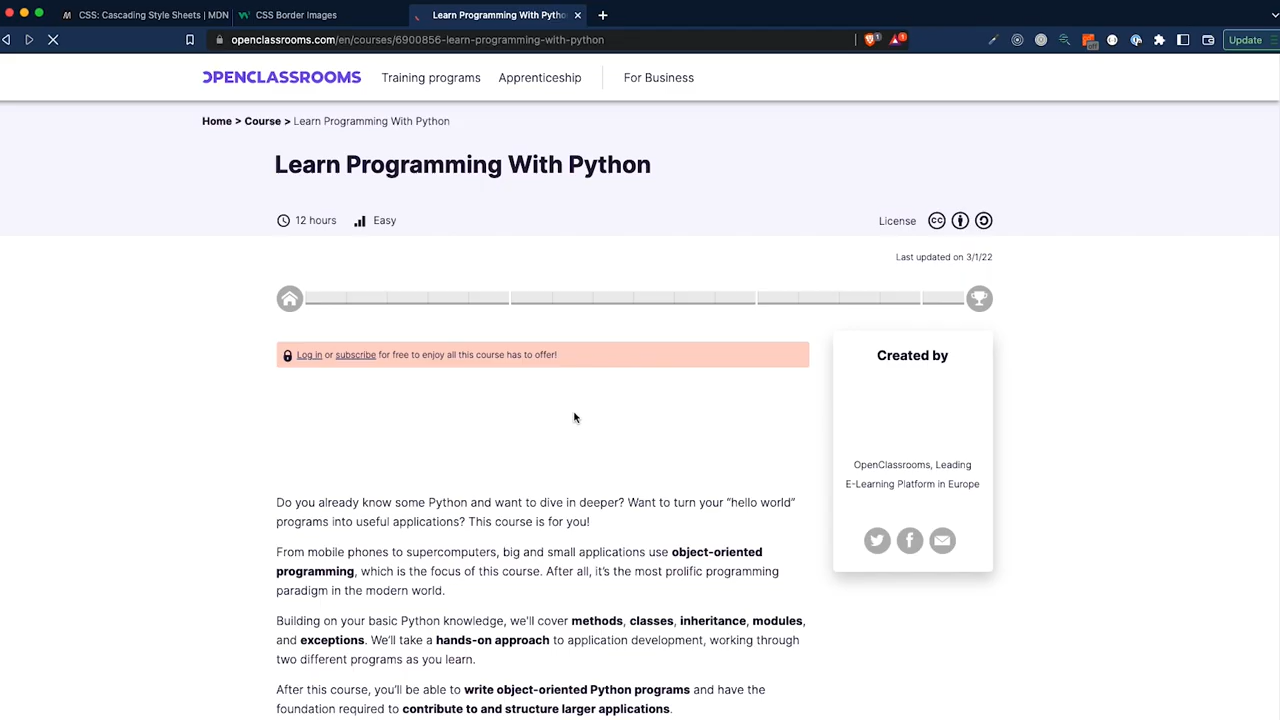 CSS: Cascading Style Sheets | MDN
CSS Border Images
Learn Programming With Pytho
openclassrooms.com/en/courses/6900856-learn-programming-with-python
1
1
Update
OPENCLASSROOMS
Training programs
Apprenticeship
For Business
Home > Course > Learn Programming With Python
Learn Programming With Python
12 hours
Easy
License
Last updated on 3/1/22
Log in or subscribe for free to enjoy all this course has to offer!
Created by
OpenClassrooms, Leading
E-Learning Platform in Europe
Do you already know some Python and want to dive in deeper? Want to turn your “hello world”
programs into useful applications? This course is for you!
From mobile phones to supercomputers, big and small applications use object-oriented
programming, which is the focus of this course. After all, it’s the most prolific programming
paradigm in the modern world.
Building on your basic Python knowledge, we'll cover methods, classes, inheritance, modules,
and exceptions. We’ll take a hands-on approach to application development, working through
two different programs as you learn.
After this course, you’ll be able to write object-oriented Python programs and have the
foundation required to contribute to and structure larger applications.